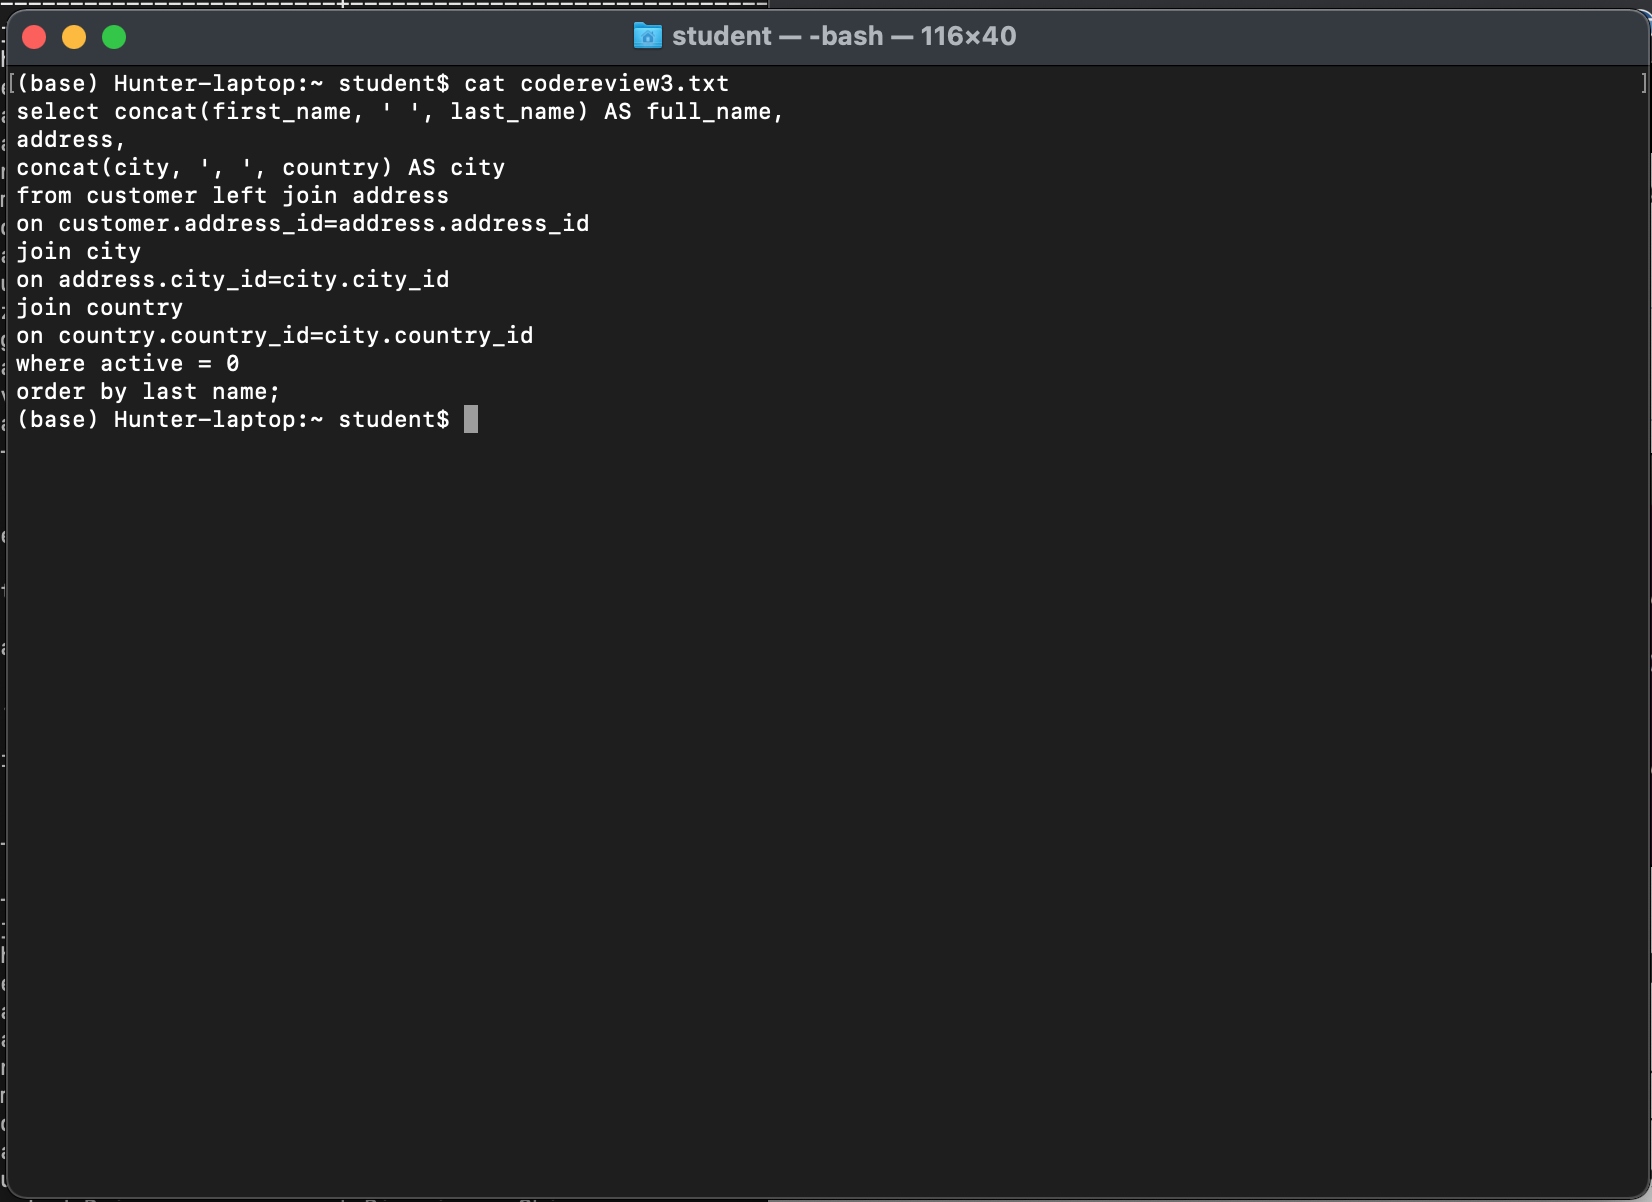 student — -bash — 116×40
(base) Hunter-laptop:~ student$ cat codereview3.txt
select concat(first_name, ' ', last_name) AS full_name,
address,
concat(city, ', ', country) AS city
from customer left join address
on customer.address_id=address.address_id
join city
on address.city_id=city.city_id
join country
on country.country_id=city.country_id
where active = 0
order by last name;
(base) Hunter-laptop:~ student$